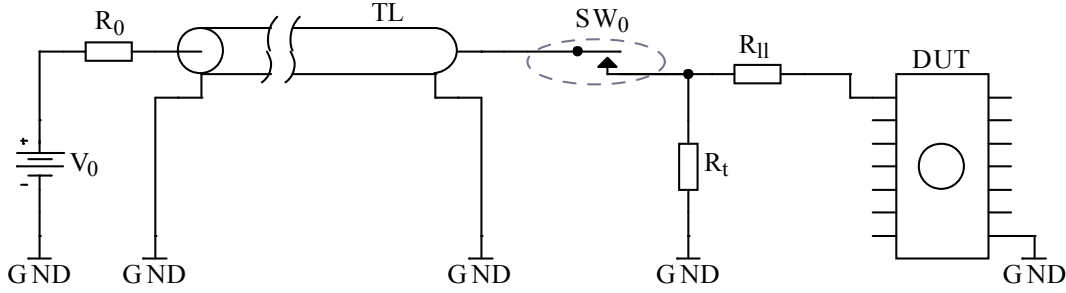 TL
SW0
R0
Rll
DUT
+
V0
-
Rt
GND
GND
GND
GND
GND